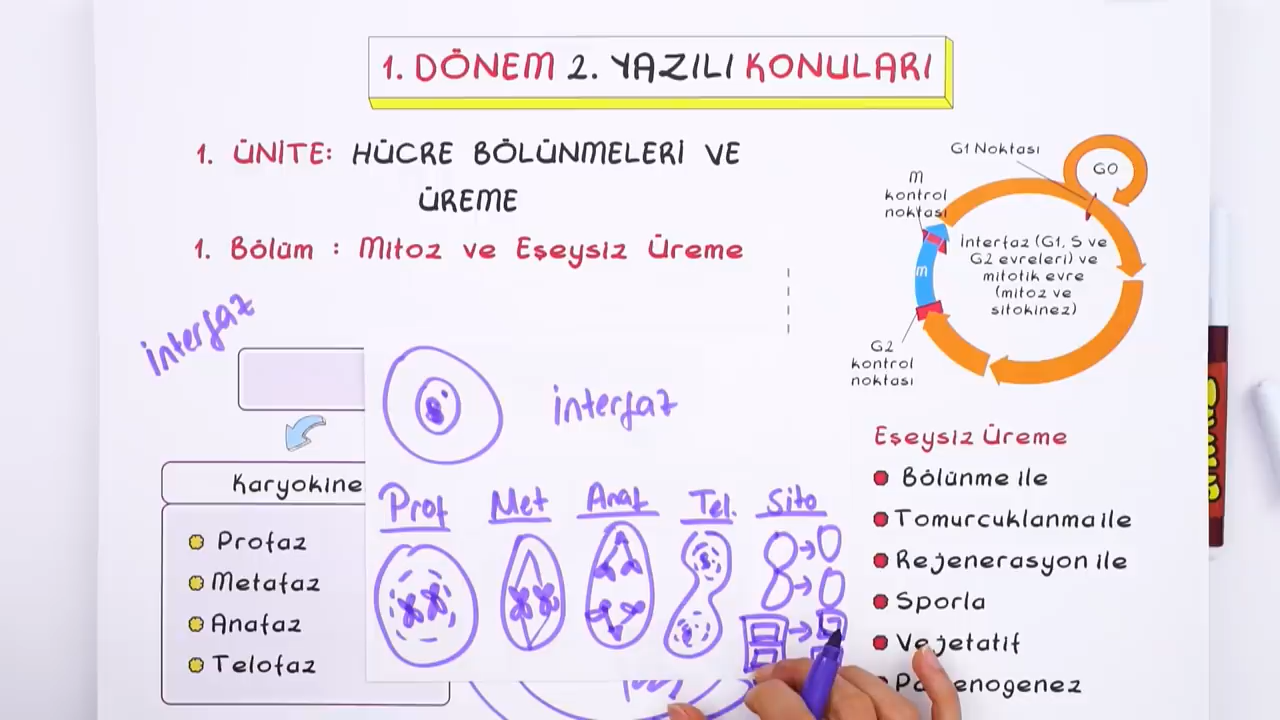 1. DÖNEM 2. YAZILI KONULARI
1. ÜNİTE: HÜCRE BÖLÜNMELERİ VE
ÜREME
1. Bölüm : Mitoz ve Eşeysiz Üreme
interfaz
Karyokine
Profaz
Metafaz
Anafaz
Telofaz
interfaz
Prof
Met
Anaf
Tel.
Sito
G1 Noktası
G0
M
kontrol
noktası
İnterfaz (G1, S ve
G2 evreleri) ve
mitotik evre
(mitoz ve
sitokinez)
m
G2
kontrol
noktası
Eşeysiz Üreme
Bölünme ile
Tomurcuklanma ile
Rejenerasyon ile
Sporla
Vejetatif